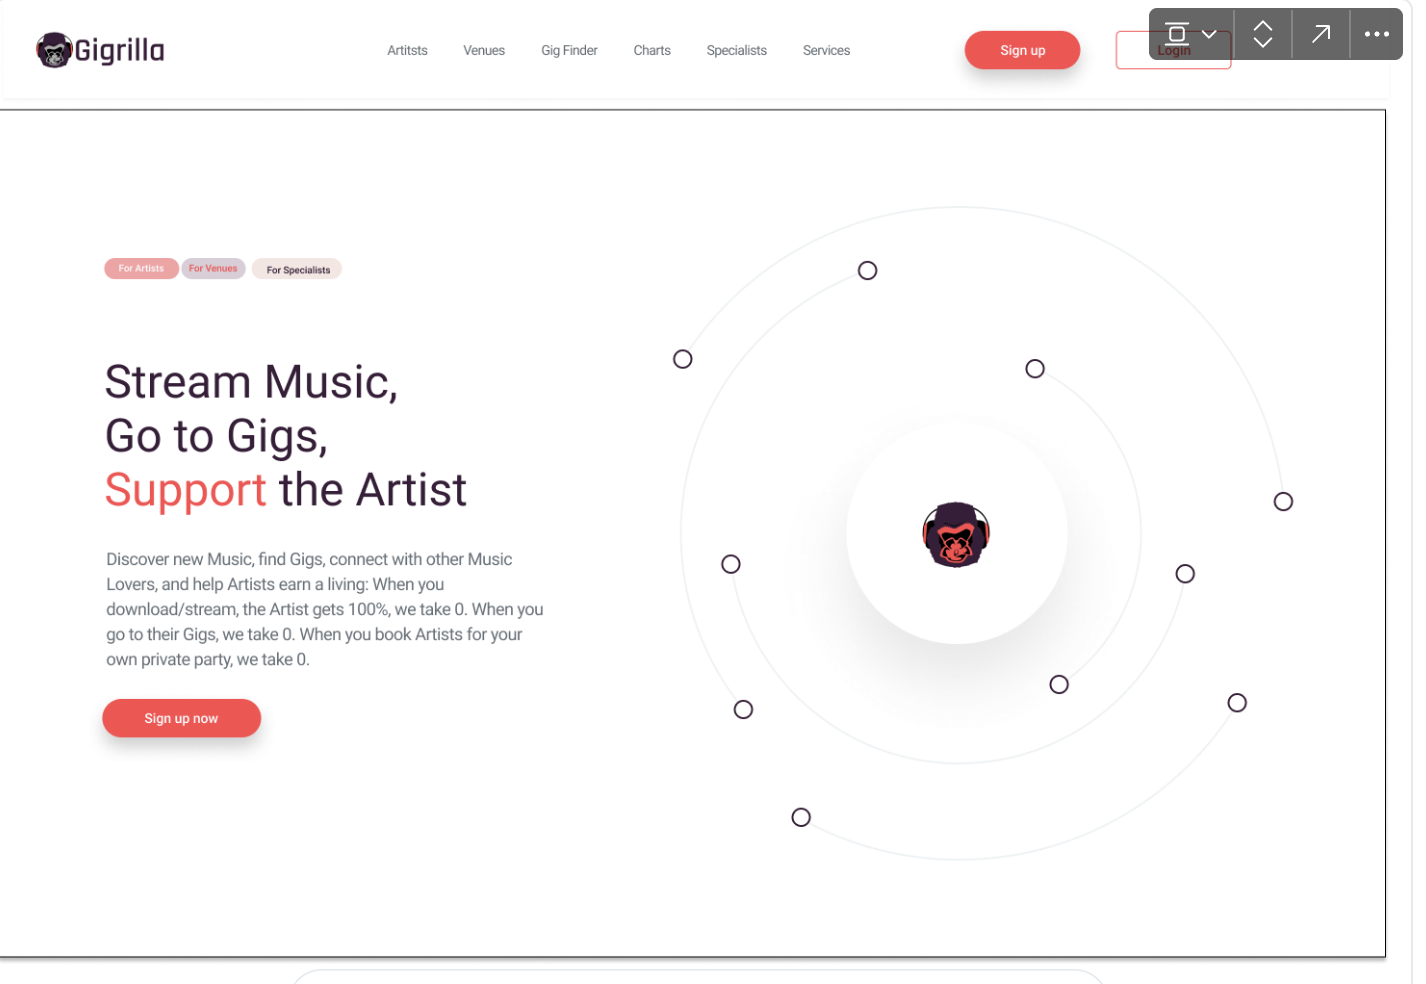 Gigrilla
Artitsts Venues Gig Finder Charts Specialists Services
Sign up
Login
For Artists For Venues For Specialists
Stream Music,
Go to Gigs,
Support the Artist
Discover new Music, find Gigs, connect with other Music
Lovers, and help Artists earn a living: When you
download/stream, the Artist gets 100%, we take 0. When you
go to their Gigs, we take 0. When you book Artists for your
own private party, we take 0.
Sign up now